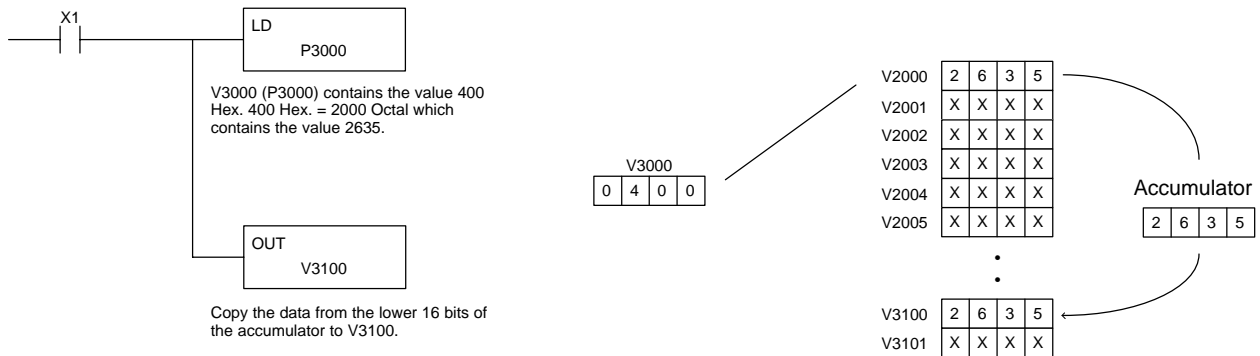 X1
LD
P3000
V3000 (P3000) contains the value 400
Hex. 400 Hex. = 2000 Octal which
contains the value 2635.
OUT
V3100
Copy the data from the lower 16 bits of
the accumulator to V3100.
V3000
0 4 0 0
V2000 2 6 3 5
V2001 X X X X
V2002 X X X X
V2003 X X X X
V2004 X X X X
V2005 X X X X
Accumulator
2 6 3 5
V3100 2 6 3 5
V3101 X X X X